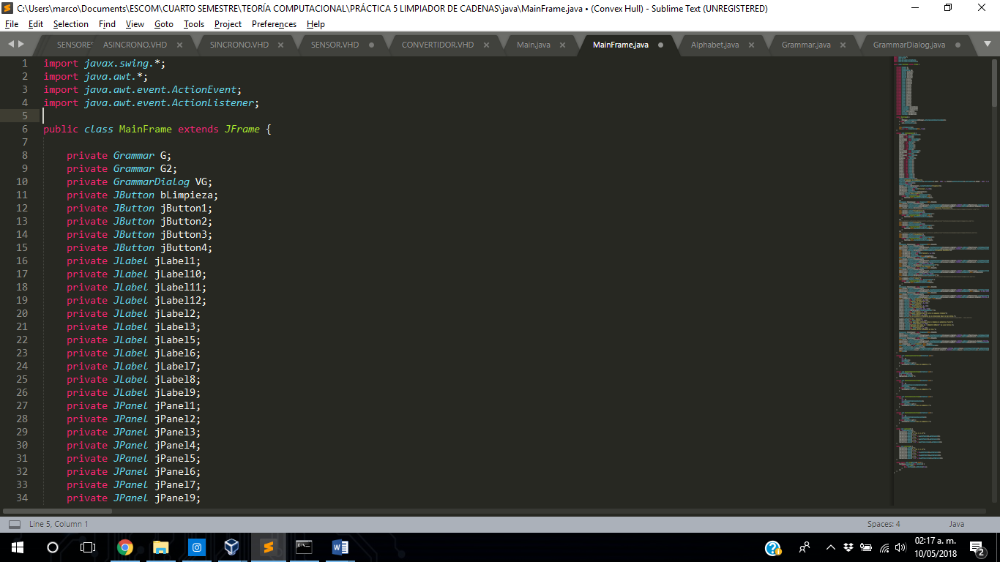 C:\Users\marco\Documents\ESCOM\CUARTO SEMESTRE\TEORÍA COMPUTACIONAL\PRÁCTICA 5 LIMPIADOR DE CADENAS\java\MainFrame.java • (Convex Hull) - Sublime Text (UNREGISTERED)
File Edit Selection Find View Goto Tools Project Preferences Help
SENSORES ASINCRONO.VHD SINCRONO.VHD SENSOR.VHD CONVERTIDOR.VHD Main.java MainFrame.java Alphabet.java Grammar.java GrammarDialog.java
1 import javax.swing.*;
2 import java.awt.*;
3 import java.awt.event.ActionEvent;
4 import java.awt.event.ActionListener;
5
6 public class MainFrame extends JFrame {
7
8 private Grammar G;
9 private Grammar G2;
10 private GrammarDialog VG;
11 private JButton bLimpieza;
12 private JButton jButton1;
13 private JButton jButton2;
14 private JButton jButton3;
15 private JButton jButton4;
16 private JLabel jLabel1;
17 private JLabel jLabel10;
18 private JLabel jLabel11;
19 private JLabel jLabel12;
20 private JLabel jLabel2;
21 private JLabel jLabel3;
22 private JLabel jLabel5;
23 private JLabel jLabel6;
24 private JLabel jLabel7;
25 private JLabel jLabel8;
26 private JLabel jLabel9;
27 private JPanel jPanel1;
28 private JPanel jPanel2;
29 private JPanel jPanel3;
30 private JPanel jPanel4;
31 private JPanel jPanel5;
32 private JPanel jPanel6;
33 private JPanel jPanel7;
34 private JPanel jPanel9;
Line 5, Column 1 Spaces: 4 Java
02:17 a. m.
10/05/2018
2